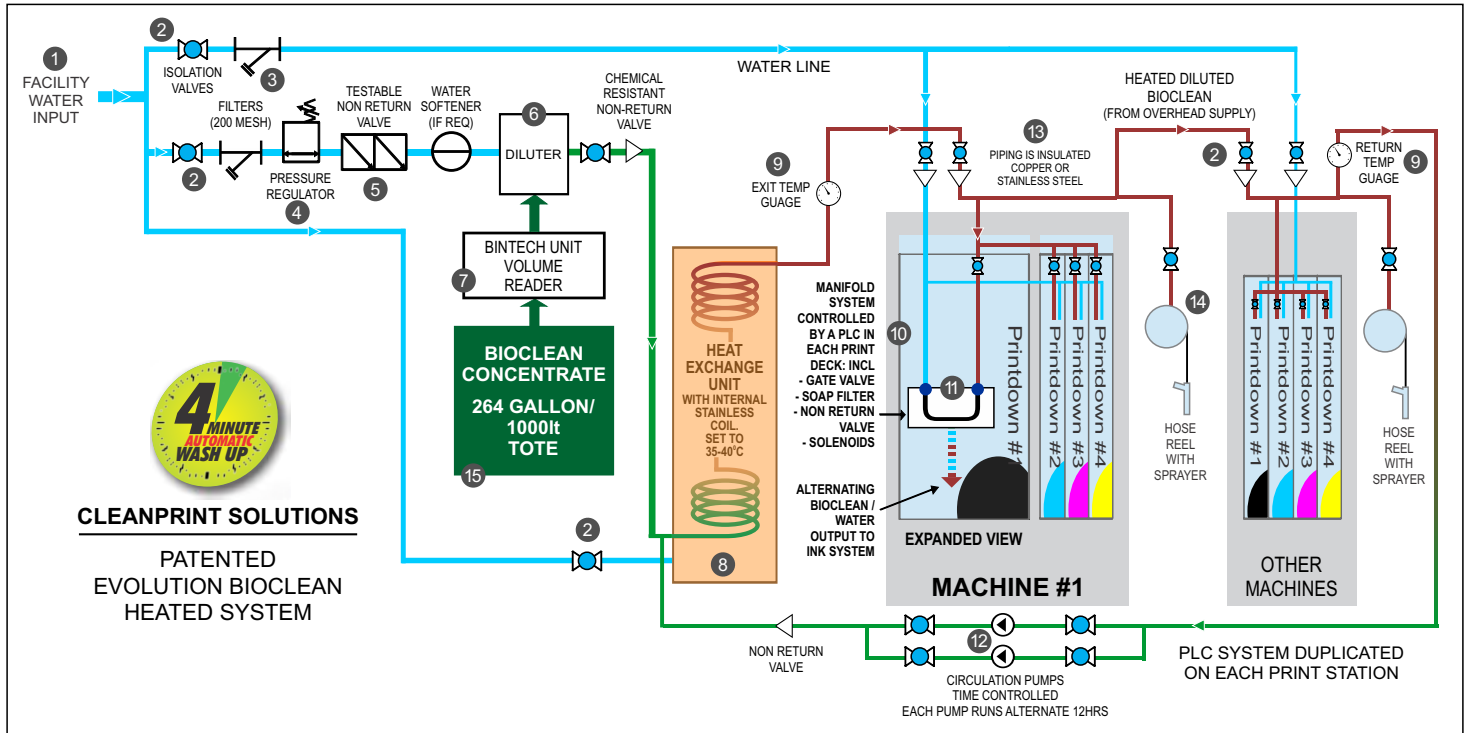 1
FACILITY
WATER
INPUT
2
ISOLATION
VALVES
3
WATER LINE
FILTERS
(200 MESH)
2
PRESSURE
REGULATOR
4
TESTABLE
NON RETURN
VALVE
5
WATER
SOFTENER
(IF REQ)
6
DILUTER
CHEMICAL
RESISTANT
NON-RETURN
VALVE
BINTECH UNIT
VOLUME
READER
7
BIOCLEAN
CONCENTRATE
264 GALLON/
1000lt
TOTE
15
4
MINUTE
AUTOMATIC
WASH UP
CLEANPRINT SOLUTIONS
PATENTED
EVOLUTION BIOCLEAN
HEATED SYSTEM
2
HEAT
EXCHANGE
UNIT
WITH INTERNAL
STAINLESS
COIL.
SET TO
35-40°C
8
9
EXIT TEMP
GUAGE
13
PIPING IS INSULATED
COPPER OR
STAINLESS STEEL
HEATED DILUTED
BIOCLEAN
(FROM OVERHEAD SUPPLY)
2
RETURN
TEMP
GUAGE
9
MANIFOLD
SYSTEM
CONTROLLED
BY A PLC IN
EACH PRINT
DECK: INCL
- GATE VALVE
- SOAP FILTER
- NON RETURN
VALVE
- SOLENOIDS
10
11
ALTERNATING
BIOCLEAN /
WATER
OUTPUT TO
INK SYSTEM
Printdown #1
Printdown #2
Printdown #3
Printdown #4
EXPANDED VIEW
MACHINE #1
14
HOSE
REEL
WITH
SPRAYER
Printdown #1
Printdown #2
Printdown #3
Printdown #4
OTHER
MACHINES
HOSE
REEL
WITH
SPRAYER
NON RETURN
VALVE
12
CIRCULATION PUMPS
TIME CONTROLLED
EACH PUMP RUNS ALTERNATE 12HRS
PLC SYSTEM DUPLICATED
ON EACH PRINT STATION